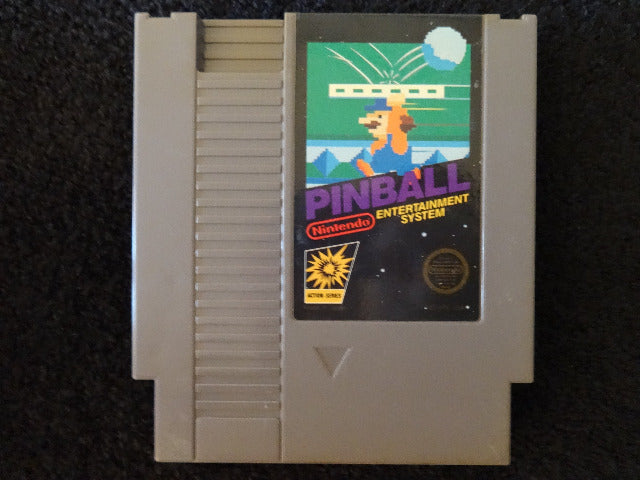 PINBALL
Nintendo
ENTERTAINMENT
SYSTEM
ACTION SERIES